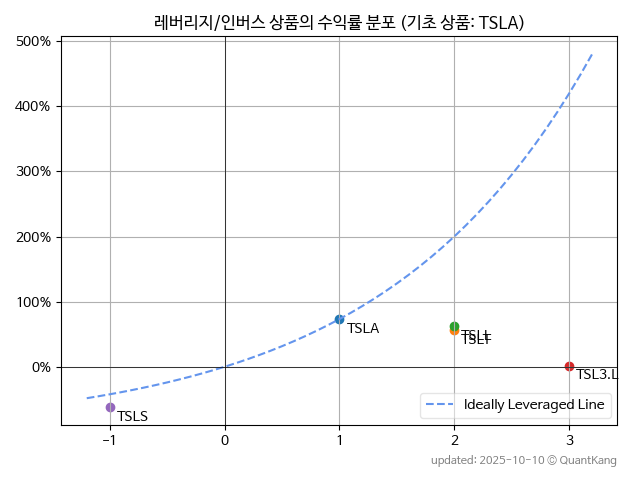 레버리지/인버스 상품의 수익률 분포 (기초 상품: TSLA)
500%
400%
300%
200%
100%
0%
TSLA
TSLL
TSLT
TSL3.L
TSLS
Ideally Leveraged Line
−1
0
1
2
3
updated: 2025-10-10 © QuantKang